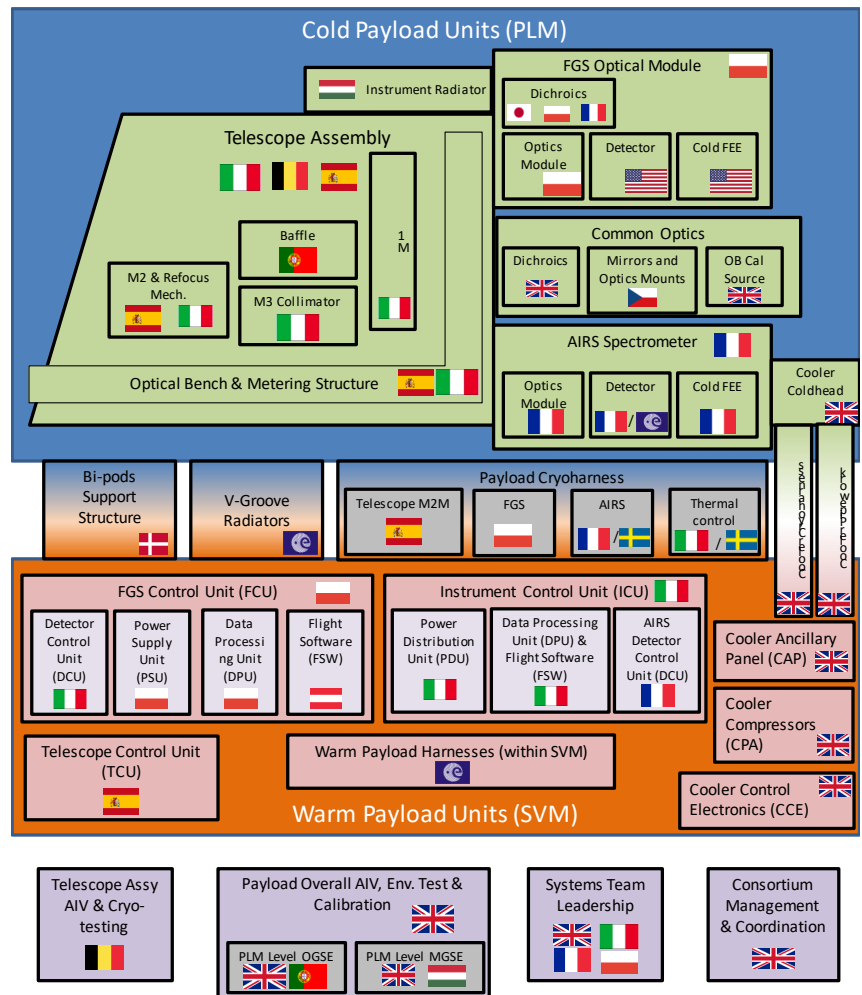 Cold Payload Units (PLM)
Instrument Radiator
FGS Optical Module
Dichroics
Optics
Module
Detector
Cold FEE
Telescope Assembly
M1
Baffle
M2 & Refocus
Mech.
M3 Collimator
Optical Bench & Metering Structure
Common Optics
Dichroics
Mirrors and
Optics Mounts
OB Cal
Source
AIRS Spectrometer
Optics
Module
Detector
/
Cold FEE
Cooler
Coldhead
Bi-pods
Support
Structure
V-Groove
Radiators
Payload Cryoharness
Telescope M2M
FGS
AIRS
/
Thermal
control
/
Cooler Cryoharness
Cooler Pipework
FGS Control Unit (FCU)
Detector
Control
Unit
(DCU)
Power
Supply
Unit
(PSU)
Data
Processi
ng Unit
(DPU)
Flight
Software
(FSW)
Instrument Control Unit (ICU)
Power
Distribution
Unit (PDU)
Data Processing
Unit (DPU) &
Flight Software
(FSW)
AIRS
Detector
Control
Unit (DCU)
Cooler Ancillary
Panel (CAP)
Cooler
Compressors
(CPA)
Cooler Control
Electronics (CCE)
Telescope Control Unit
(TCU)
Warm Payload Harnesses (within SVM)
Warm Payload Units (SVM)
Telescope Assy
AIV & Cryo-
testing
Payload Overall AIV, Env. Test &
Calibration
PLM Level OGSE
PLM Level MGSE
Systems Team
Leadership
Consortium
Management
& Coordination